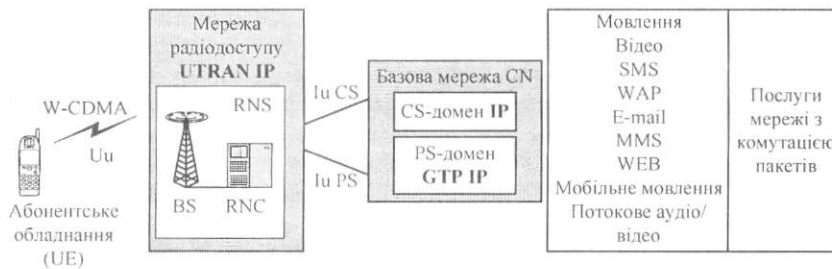 Мережа
радіодоступу
UTRAN IP
W-CDMA
Uu
RNS
BS
RNC
Абонентське
обладнання
(UE)
Iu CS
Iu PS
Базова мережа CN
CS-домен IP
PS-домен
GTP IP
Мовлення
Відео
SMS
WAP
E-mail
MMS
WEB
Мобільне мовлення
Потокове аудіо/
відео
Послуги
мережі з
комутацією
пакетів